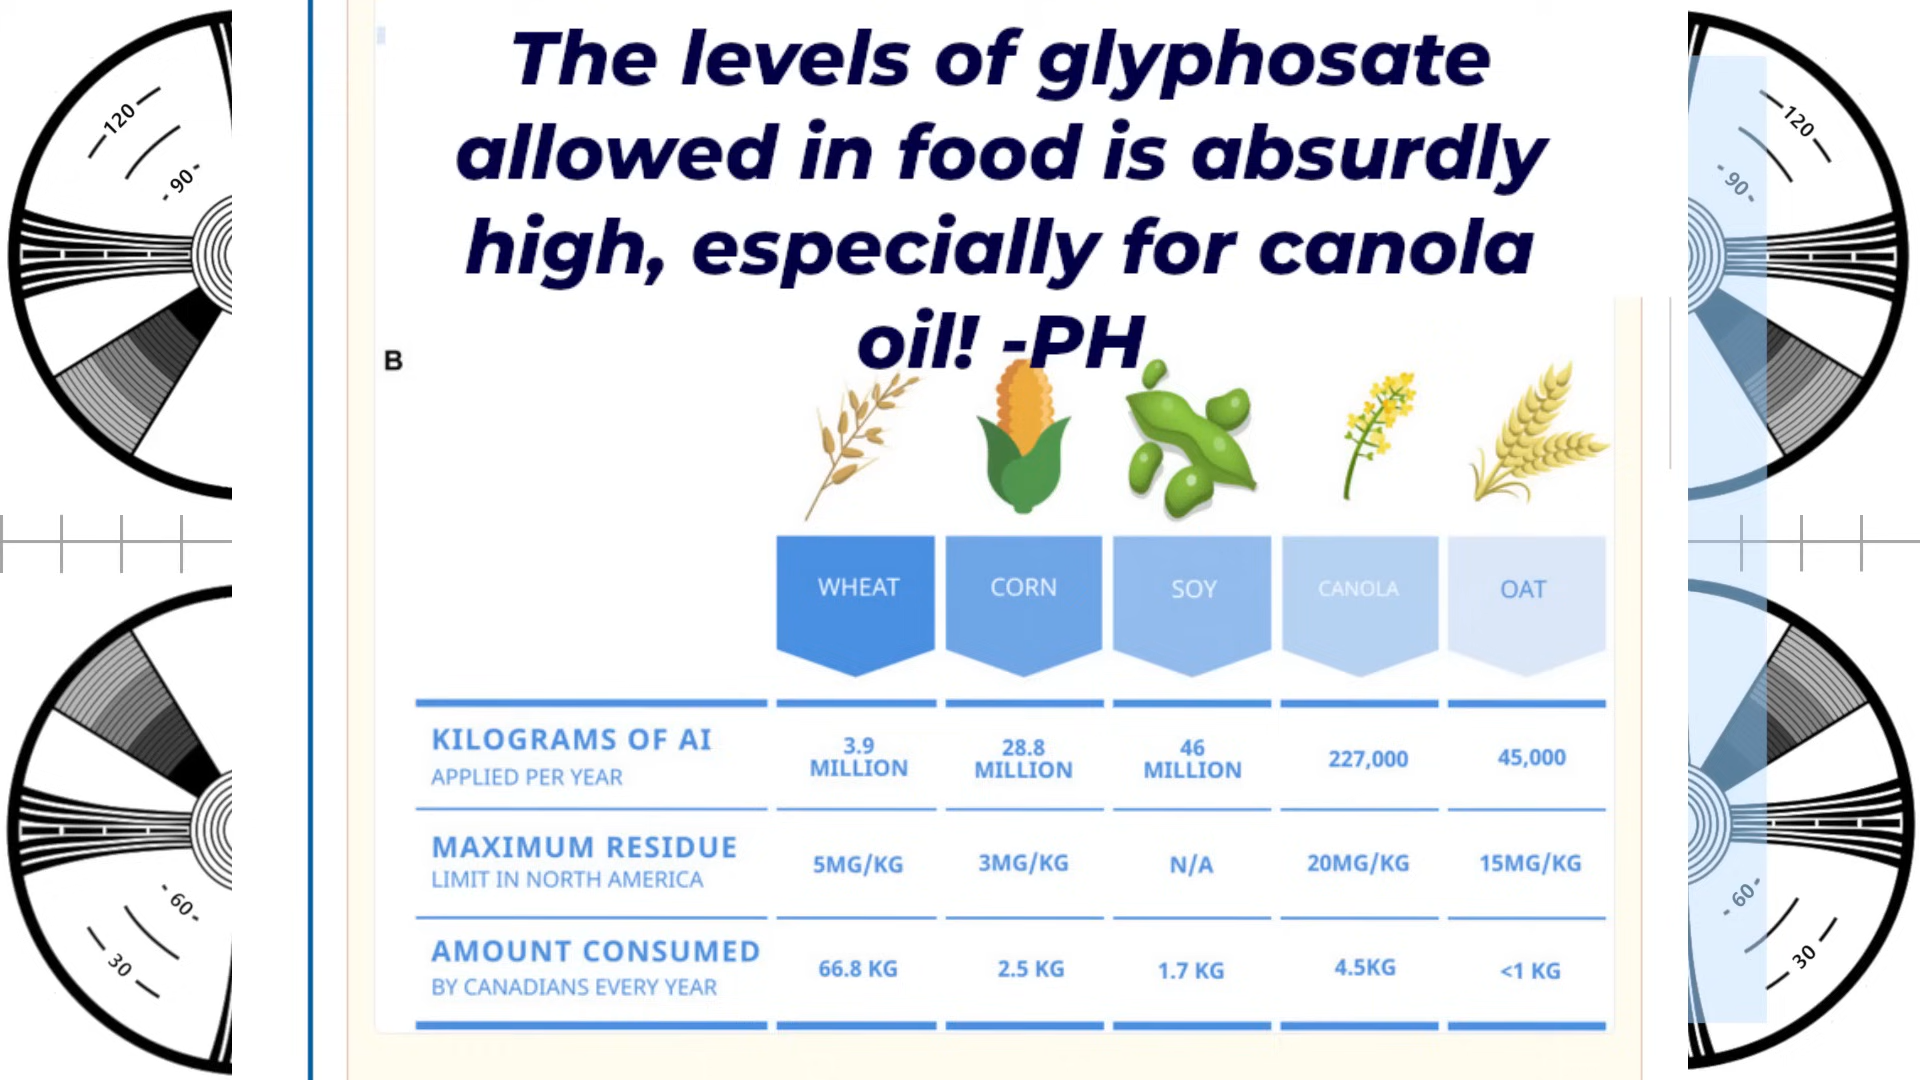 The levels of glyphosate
allowed in food is absurdly
high, especially for canola
oil! -PH
B
WHEAT
CORN
SOY
CANOLA
OAT
KILOGRAMS OF AI
APPLIED PER YEAR
3.9
MILLION
28.8
MILLION
46
MILLION
227,000
45,000
MAXIMUM RESIDUE
LIMIT IN NORTH AMERICA
5MG/KG
3MG/KG
N/A
20MG/KG
15MG/KG
AMOUNT CONSUMED
BY CANADIANS EVERY YEAR
66.8 KG
2.5 KG
1.7 KG
4.5KG
<1 KG
120
- 90 -
120
- 90 -
- 60 -
30
- 60 -
30